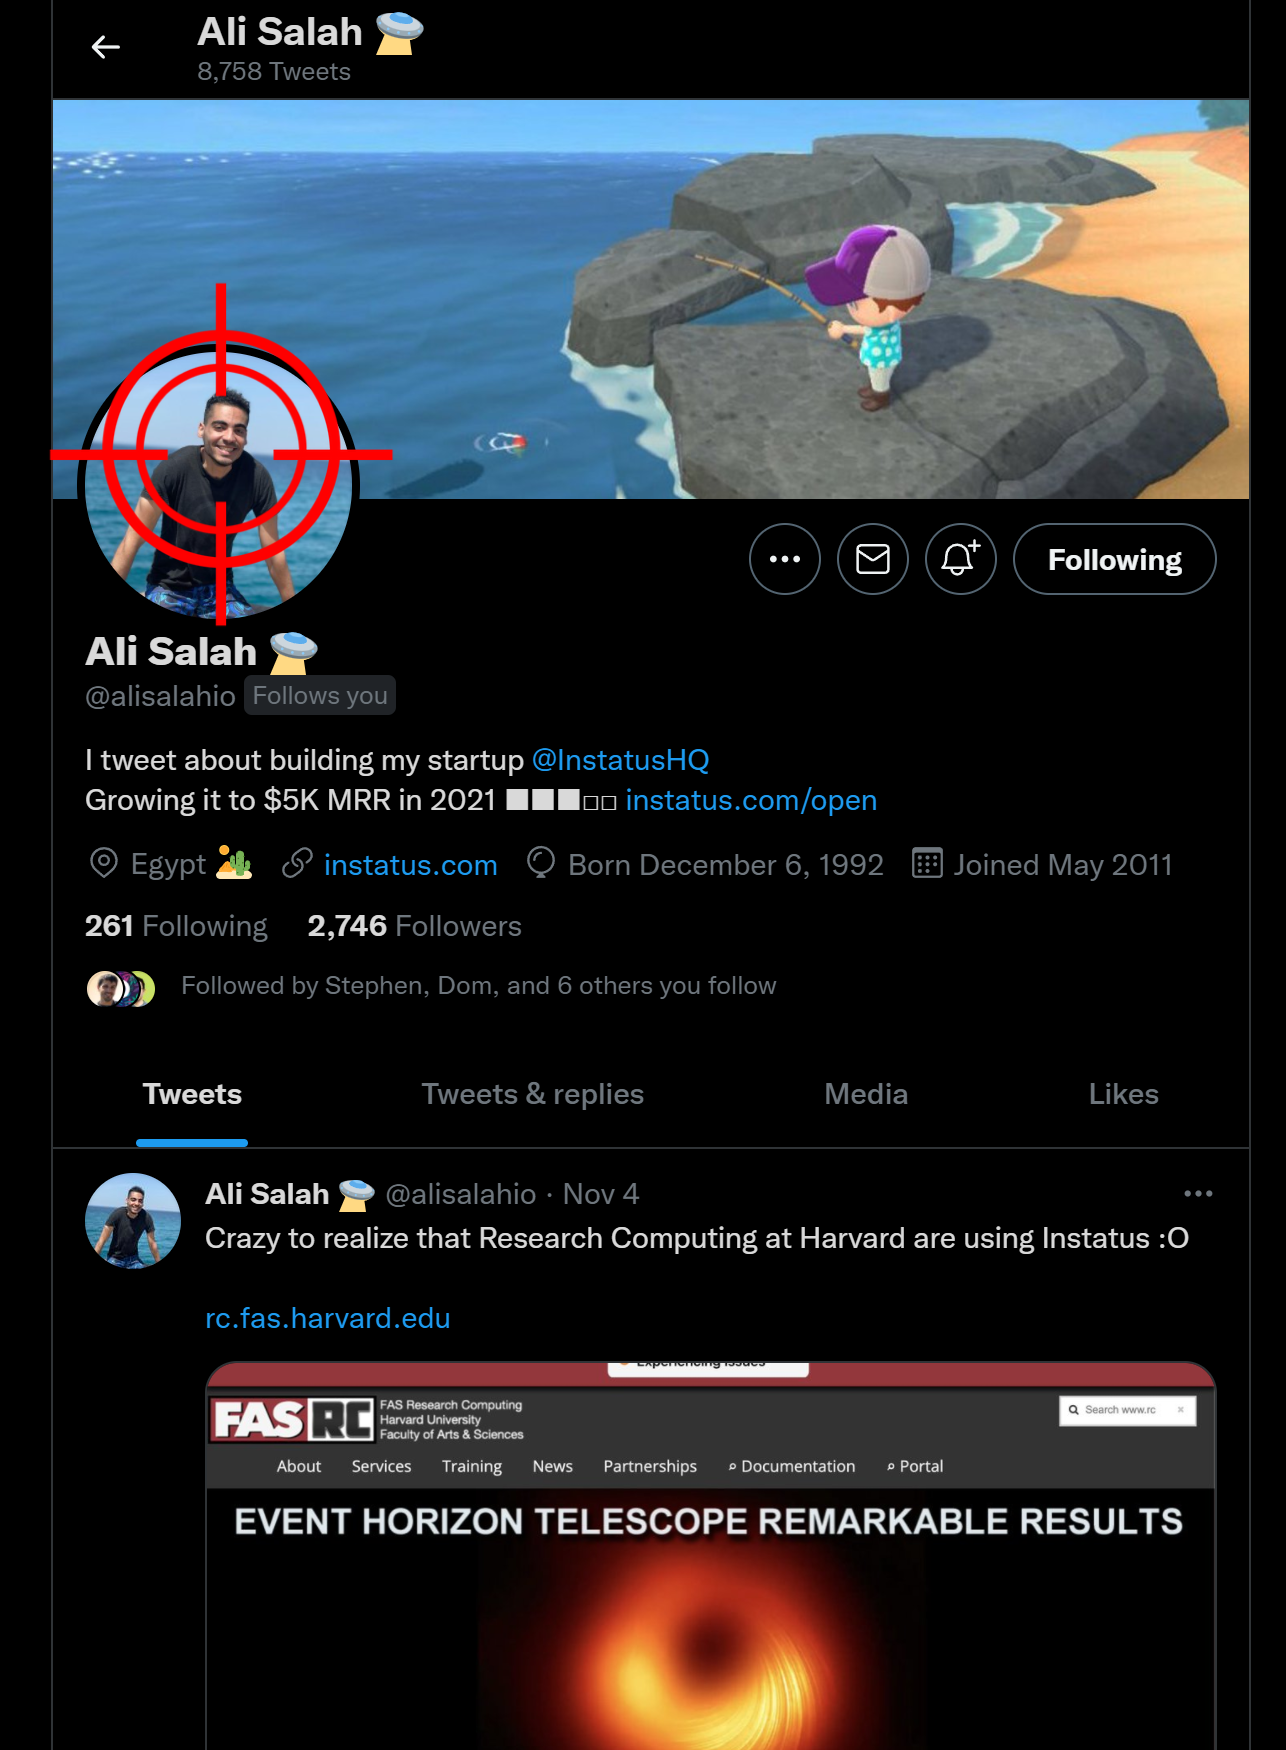 Ali Salah 🛸
8,758 Tweets
Following
Ali Salah 🛸
@alisalahio Follows you
I tweet about building my startup @InstatusHQ
Growing it to $5K MRR in 2021 ■■■□□ instatus.com/open
Egypt 🏜️ instatus.com Born December 6, 1992 Joined May 2011
261 Following 2,746 Followers
Followed by Stephen, Dom, and 6 others you follow
Tweets Tweets & replies Media Likes
Ali Salah 🛸 @alisalahio · Nov 4
Crazy to realize that Research Computing at Harvard are using Instatus :O
rc.fas.harvard.edu
Experiencing issues
FASRC
FAS Research Computing
Harvard University
Faculty of Arts & Sciences
Search www.rc ×
About Services Training News Partnerships Documentation Portal
EVENT HORIZON TELESCOPE REMARKABLE RESULTS